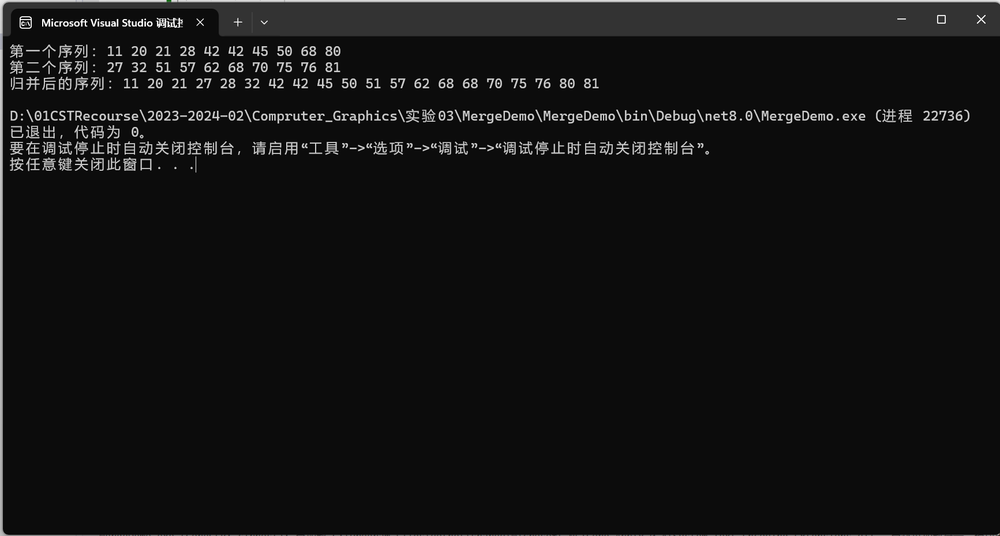 Microsoft Visual Studio 调试
第一个序列: 11 20 21 28 42 42 45 50 68 80
第二个序列: 27 32 51 57 62 68 70 75 76 81
归并后的序列: 11 20 21 27 28 32 42 42 45 50 51 57 62 68 68 70 75 76 80 81
D:\01CSTRecourse\2023-2024-02\Compruter_Graphics\实验03\MergeDemo\MergeDemo\bin\Debug\net8.0\MergeDemo.exe (进程 22736)
已退出，代码为 0。
要在调试停止时自动关闭控制台，请启用“工具”->“选项”->“调试”->“调试停止时自动关闭控制台”。
按任意键关闭此窗口. . .